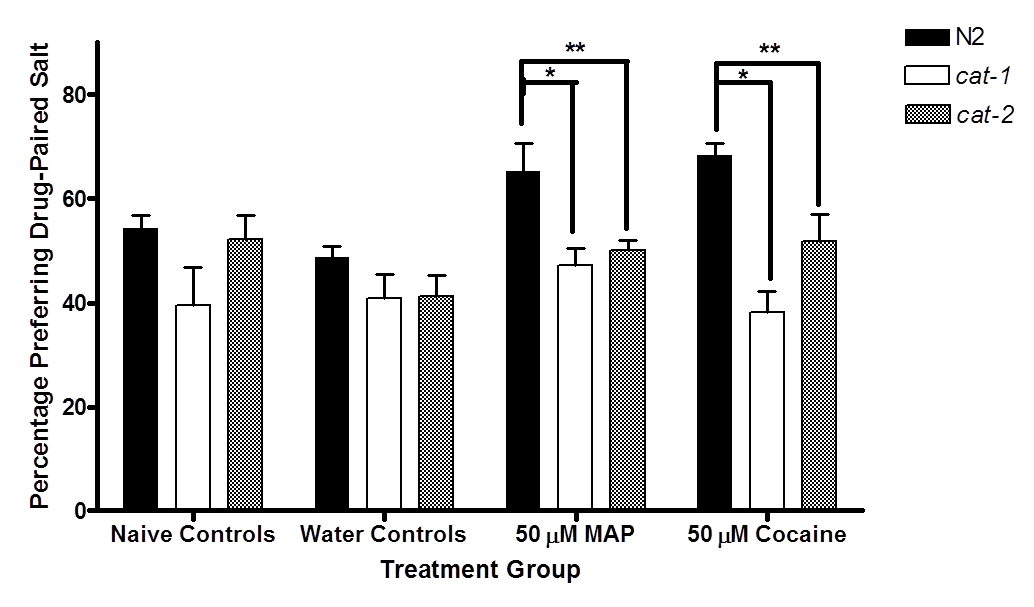 Percentage Preferring Drug-Paired Salt
80
60
40
20
0
* **
* **
N2
cat-1
cat-2
Naive Controls Water Controls 50 μM MAP 50 μM Cocaine
Treatment Group